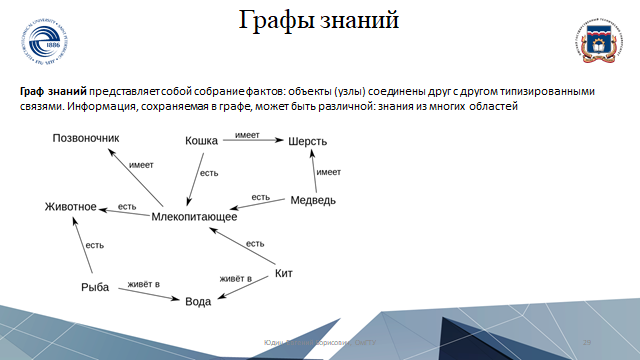 Графы знаний
1886
Граф знаний представляет собой собрание фактов: объекты (узлы) соединены друг с другом типизированными
связями. Информация, сохраняемая в графе, может быть различной: знания из многих областей
Позвоночник
Кошка
имеет
Шерсть
имеет
есть
имеет
Животное
есть
Млекопитающее
есть
Медведь
есть
есть
Рыба
живёт в
Вода
живёт в
Кит
29